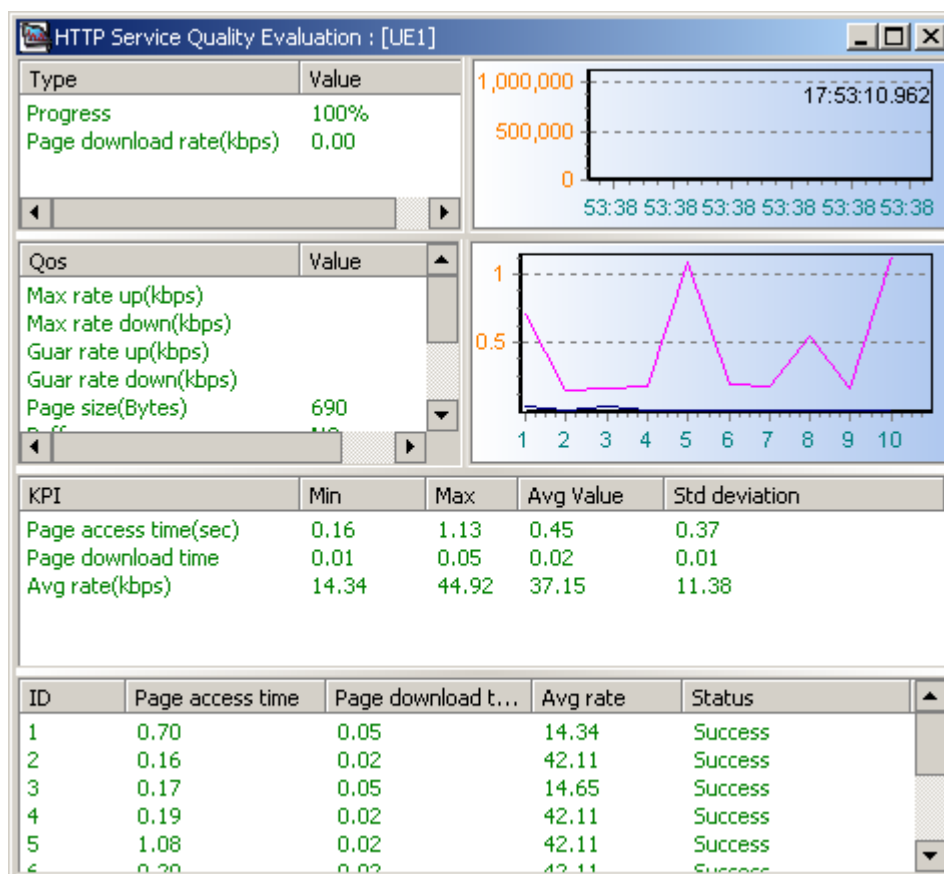 HTTP Service Quality Evaluation : [UE1]
Type Value
Progress 100%
Page download rate(kbps) 0.00
1,000,000
500,000
0
17:53:10.962
53:38 53:38 53:38 53:38 53:38 53:38
Qos Value
Max rate up(kbps)
Max rate down(kbps)
Guar rate up(kbps)
Guar rate down(kbps)
Page size(Bytes) 690
1
0.5
1 2 3 4 5 6 7 8 9 10
KPI Min Max Avg Value Std deviation
Page access time(sec) 0.16 1.13 0.45 0.37
Page download time 0.01 0.05 0.02 0.01
Avg rate(kbps) 14.34 44.92 37.15 11.38
ID Page access time Page download t... Avg rate Status
1 0.70 0.05 14.34 Success
2 0.16 0.02 42.11 Success
3 0.17 0.05 14.65 Success
4 0.19 0.02 42.11 Success
5 1.08 0.02 42.11 Success
6 0.20 0.02 42.11 Success